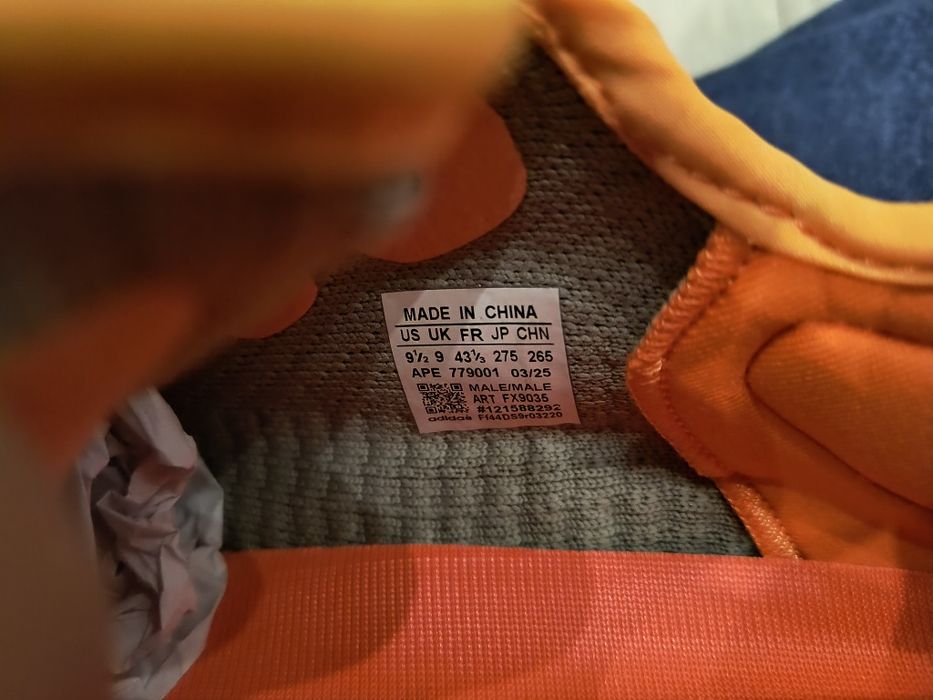 MADE IN CHINA
US UK FR JP CHN
9½ 9 43⅓ 275 265
APE 779001 03/25
MALE/MALE
ART FX9035
#121588292
adidas Ff44DS9r03220